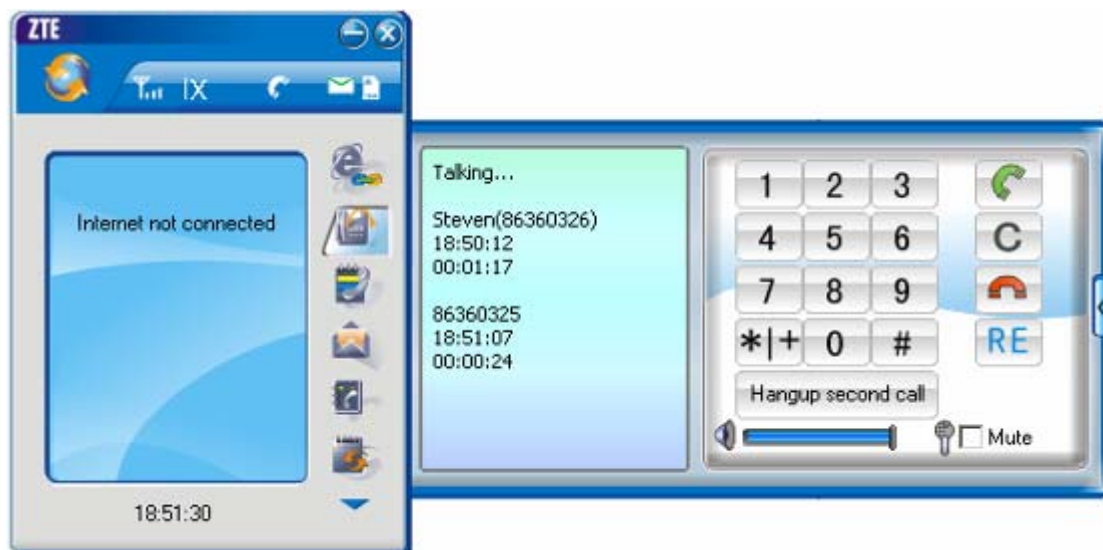 ZTE
IX
Internet not connected
18:51:30
Talking...
Steven(86360326)
18:50:12
00:01:17
86360325
18:51:07
00:00:24
1 2 3
4 5 6 C
7 8 9
*|+ 0 # RE
Hangup second call
Mute